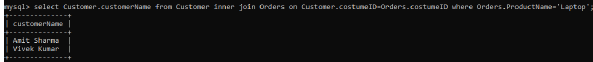 mysql> select Customer.customerName from Customer inner join Orders on Customer.costumeID=Orders.costumeID where Orders.ProductName='Laptop';
+--------------+
| customerName |
+--------------+
| Amit Sharma  |
| Vivek Kumar  |
+--------------+